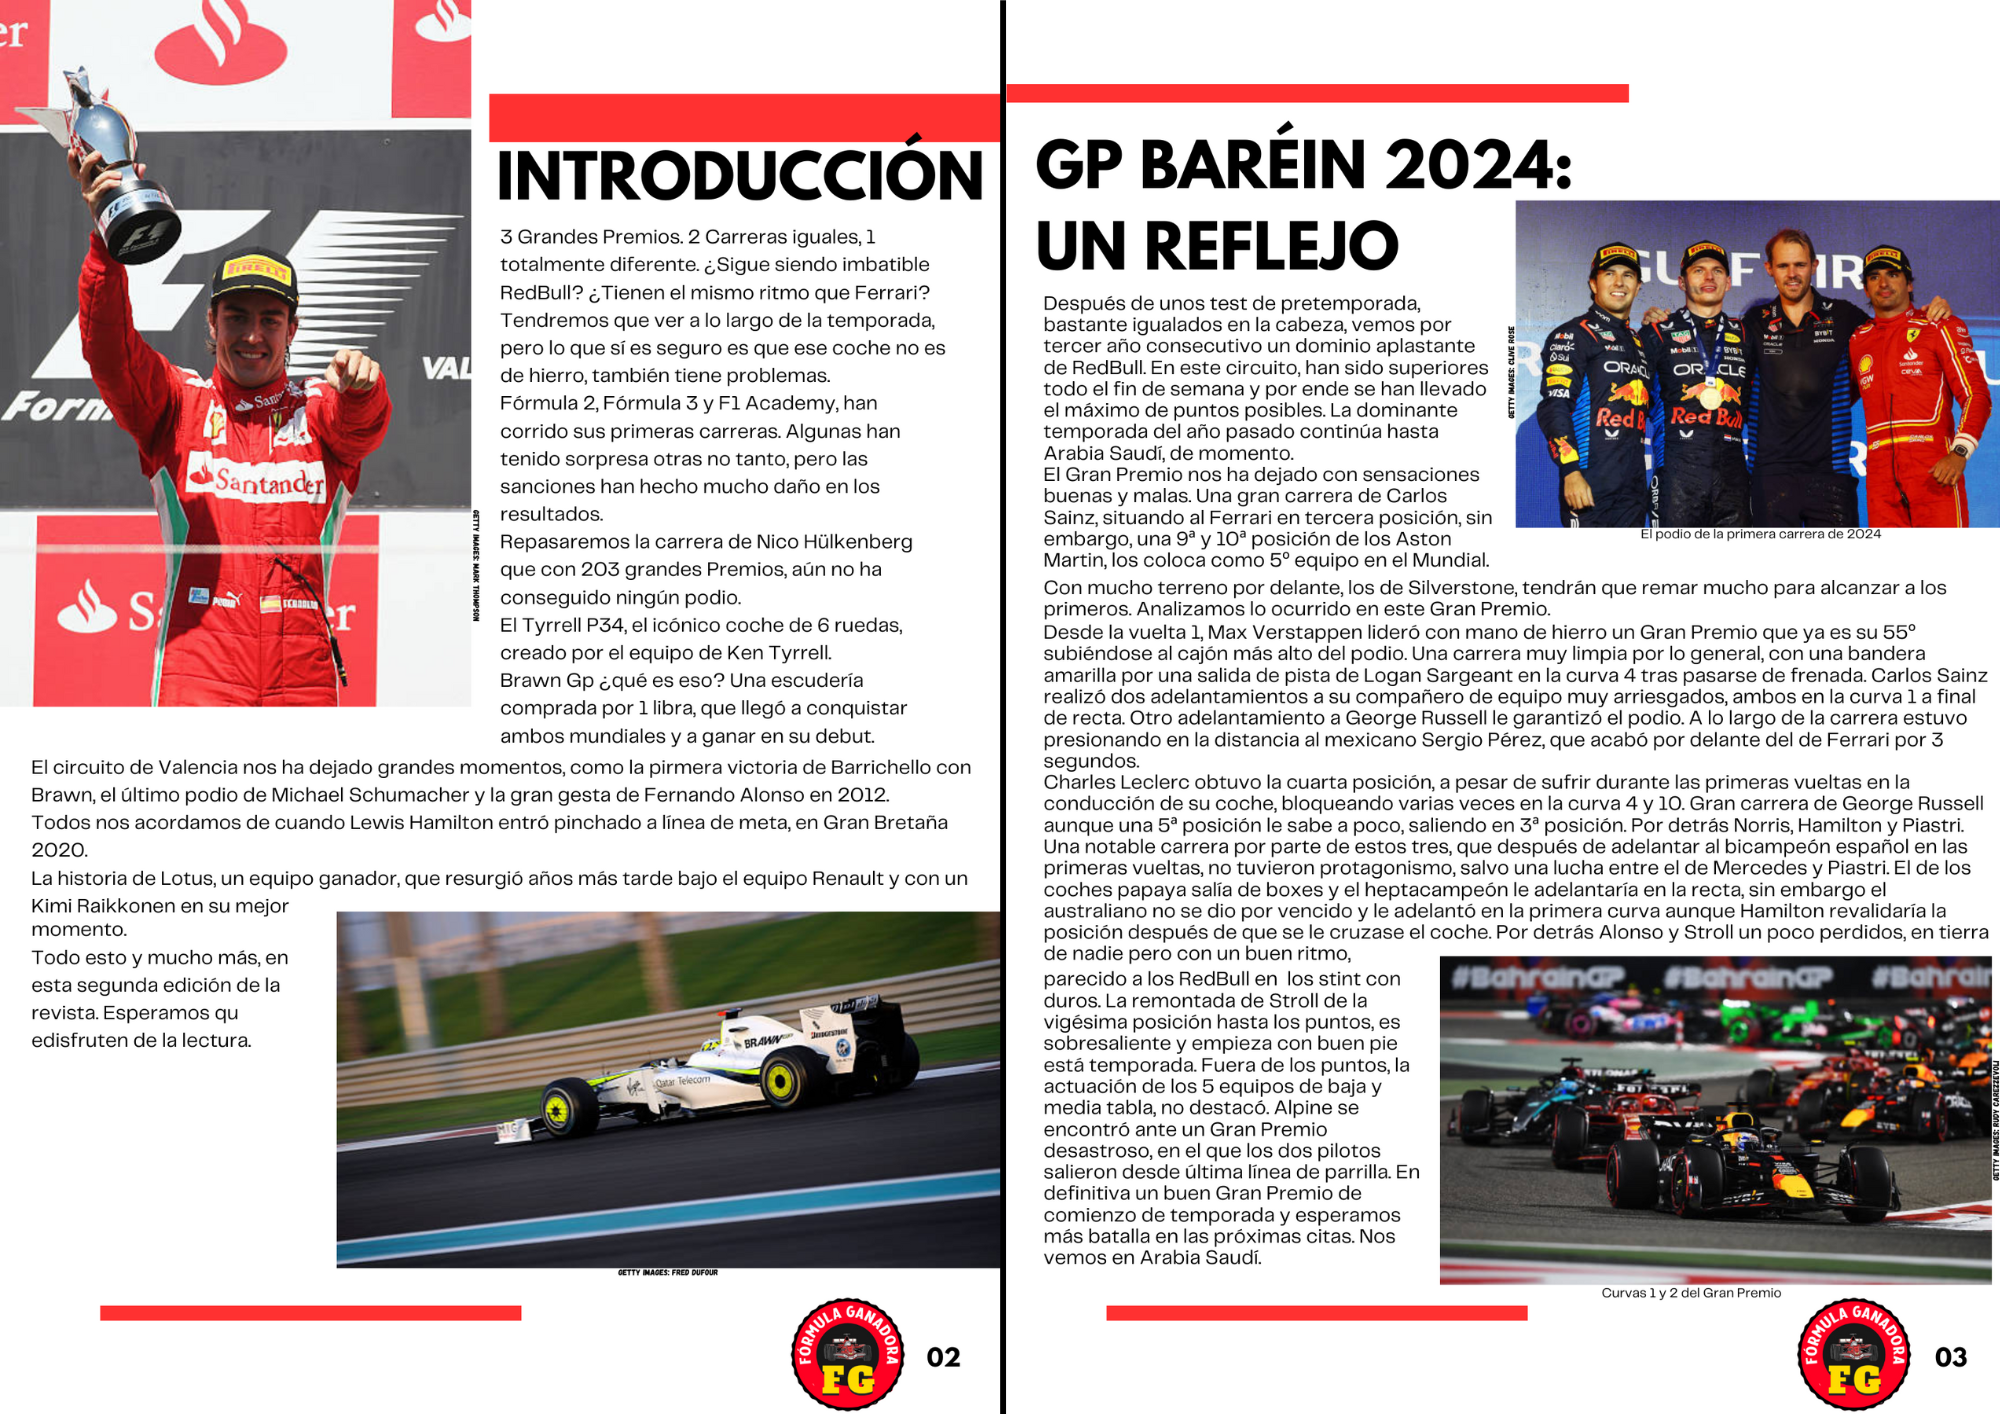 INTRODUCCIÓN
3 Grandes Premios. 2 Carreras iguales, 1
totalmente diferente. ¿Sigue siendo imbatible
RedBull? ¿Tienen el mismo ritmo que Ferrari?
Tendremos que ver a lo largo de la temporada,
pero lo que sí es seguro es que ese coche no es
de hierro, también tiene problemas.
Fórmula 2, Fórmula 3 y F1 Academy, han
corrido sus primeras carreras. Algunas han
tenido sorpresa otras no tanto, pero las
sanciones han hecho mucho daño en los
resultados.
Repasaremos la carrera de Nico Hülkenberg
que con 203 grandes Premios, aún no ha
conseguido ningún podio.
El Tyrrell P34, el icónico coche de 6 ruedas,
creado por el equipo de Ken Tyrrell.
Brawn Gp ¿qué es eso? Una escudería
comprada por 1 libra, que llegó a conquistar
ambos mundiales y a ganar en su debut.
El circuito de Valencia nos ha dejado grandes momentos, como la pirmera victoria de Barrichello con
Brawn, el último podio de Michael Schumacher y la gran gesta de Fernando Alonso en 2012.
Todos nos acordamos de cuando Lewis Hamilton entró pinchado a línea de meta, en Gran Bretaña
2020.
La historia de Lotus, un equipo ganador, que resurgió años más tarde bajo el equipo Renault y con un
Kimi Raikkonen en su mejor
momento.
Todo esto y mucho más, en
esta segunda edición de la
revista. Esperamos qu
edisfruten de la lectura.
GETTY IMAGES: MARK THOMPSON
GETTY IMAGES: FRED DUFOUR
er
F1
Form
VAL
PIRELLI
Santander
Santander
Sa
er
PUMA
BRAWN
BRIDGESTONE
Virgin
Qatar Telecom
MIG
FÓRMULA GANADORA
FG
02
GP BARÉIN 2024:
UN REFLEJO
Después de unos test de pretemporada,
bastante igualados en la cabeza, vemos por
tercer año consecutivo un dominio aplastante
de RedBull. En este circuito, han sido superiores
todo el fin de semana y por ende se han llevado
el máximo de puntos posibles. La dominante
temporada del año pasado continúa hasta
Arabia Saudí, de momento.
El Gran Premio nos ha dejado con sensaciones
buenas y malas. Una gran carrera de Carlos
Sainz, situando al Ferrari en tercera posición, sin
embargo, una 9ª y 10ª posición de los Aston
Martin, los coloca como 5º equipo en el Mundial.
Con mucho terreno por delante, los de Silverstone, tendrán que remar mucho para alcanzar a los
primeros. Analizamos lo ocurrido en este Gran Premio.
Desde la vuelta 1, Max Verstappen lideró con mano de hierro un Gran Premio que ya es su 55º
subiéndose al cajón más alto del podio. Una carrera muy limpia por lo general, con una bandera
amarilla por una salida de pista de Logan Sargeant en la curva 4 tras pasarse de frenada. Carlos Sainz
realizó dos adelantamientos a su compañero de equipo muy arriesgados, ambos en la curva 1 a final
de recta. Otro adelantamiento a George Russell le garantizó el podio. A lo largo de la carrera estuvo
presionando en la distancia al mexicano Sergio Pérez, que acabó por delante del de Ferrari por 3
segundos.
Charles Leclerc obtuvo la cuarta posición, a pesar de sufrir durante las primeras vueltas en la
conducción de su coche, bloqueando varias veces en la curva 4 y 10. Gran carrera de George Russell
aunque una 5ª posición le sabe a poco, saliendo en 3ª posición. Por detrás Norris, Hamilton y Piastri.
Una notable carrera por parte de estos tres, que después de adelantar al bicampeón español en las
primeras vueltas, no tuvieron protagonismo, salvo una lucha entre el de Mercedes y Piastri. El de los
coches papaya salía de boxes y el heptacampeón le adelantaría en la recta, sin embargo el
australiano no se dio por vencido y le adelantó en la primera curva aunque Hamilton revalidaría la
posición después de que se le cruzase el coche. Por detrás Alonso y Stroll un poco perdidos, en tierra
de nadie pero con un buen ritmo,
parecido a los RedBull en los stint con
duros. La remontada de Stroll de la
vigésima posición hasta los puntos, es
sobresaliente y empieza con buen pie
está temporada. Fuera de los puntos, la
actuación de los 5 equipos de baja y
media tabla, no destacó. Alpine se
encontró ante un Gran Premio
desastroso, en el que los dos pilotos
salieron desde última línea de parrilla. En
definitiva un buen Gran Premio de
comienzo de temporada y esperamos
más batalla en las próximas citas. Nos
vemos en Arabia Saudí.
GETTY IMAGES: CLIVE ROSE
El podio de la primera carrera de 2024
GULF AIR
ORACLE
Red Bull
ORACLE
Red Bull
VISA
#BahrainGP #BahrainGP #Bahrain
GETTY IMAGES: RUDY CAREZZEVOLI
Curvas 1 y 2 del Gran Premio
FÓRMULA GANADORA
FG
03